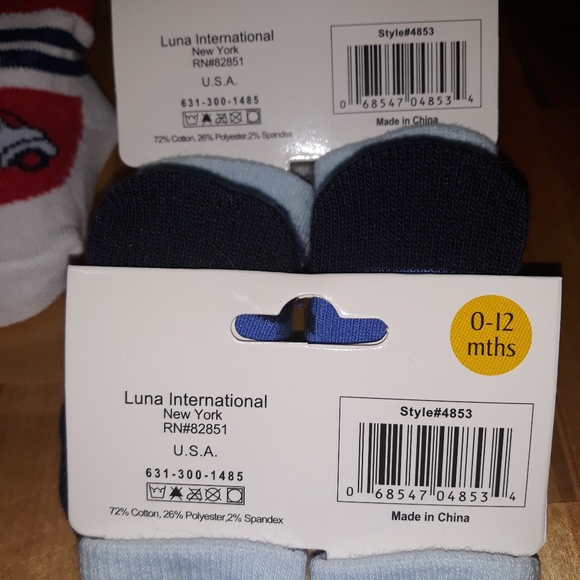 Luna International
New York
RN#82851
U.S.A.
631-300-1485
72% Cotton, 26% Polyester,2% Spandex
Style#4853
0 68547 04853 4
Made in China
0-12
mths
Luna International
New York
RN#82851
U.S.A.
631-300-1485
72% Cotton, 26% Polyester,2% Spandex
Style#4853
0 68547 04853 4
Made in China